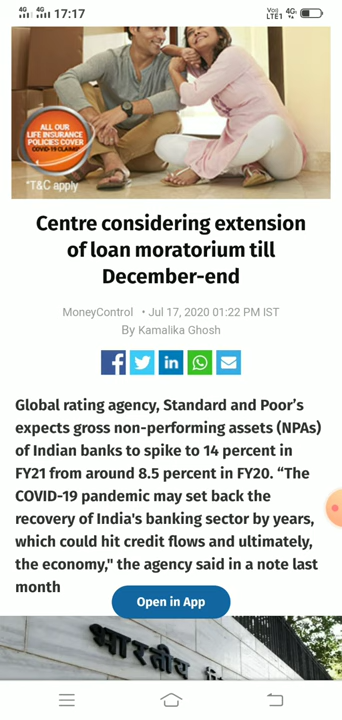 4G 4G 17:17 VoD LTE1 4G
ALL OUR
LIFE INSURANCE
POLICIES COVER
COVID-19 CLAIMS*
*T&C apply
Centre considering extension
of loan moratorium till
December-end
MoneyControl • Jul 17, 2020 01:22 PM IST
By Kamalika Ghosh
Global rating agency, Standard and Poor’s
expects gross non-performing assets (NPAs)
of Indian banks to spike to 14 percent in
FY21 from around 8.5 percent in FY20. “The
COVID-19 pandemic may set back the
recovery of India's banking sector by years,
which could hit credit flows and ultimately,
the economy," the agency said in a note last
month
Open in App
भारतीय